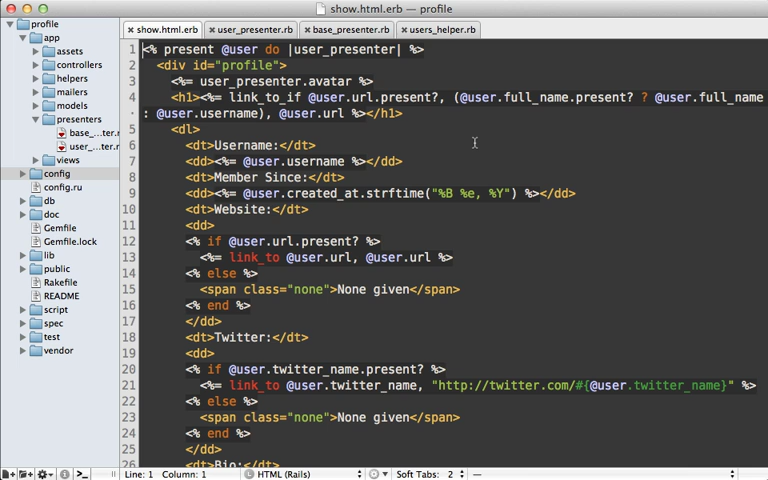 show.html.erb — profile
profile
app
assets
controllers
helpers
mailers
models
presenters
base_...ter.r
user_...ter.r
views
config
config.ru
db
doc
Gemfile
Gemfile.lock
lib
public
Rakefile
README
script
spec
test
vendor
show.html.erb
user_presenter.rb
base_presenter.rb
users_helper.rb
1 <% present @user do |user_presenter| %>
2 <div id="profile">
3 <%= user_presenter.avatar %>
4 <h1><%= link_to_if @user.url.present?, (@user.full_name.present? ? @user.full_name
· : @user.username), @user.url %></h1>
5 <dl>
6 <dt>Username:</dt>
7 <dd><%= @user.username %></dd>
8 <dt>Member Since:</dt>
9 <dd><%= @user.created_at.strftime("%B %e, %Y") %></dd>
10 <dt>Website:</dt>
11 <dd>
12 <% if @user.url.present? %>
13 <%= link_to @user.url, @user.url %>
14 <% else %>
15 <span class="none">None given</span>
16 <% end %>
17 </dd>
18 <dt>Twitter:</dt>
19 <dd>
20 <% if @user.twitter_name.present? %>
21 <%= link_to @user.twitter_name, "http://twitter.com/#{@user.twitter_name}" %>
22 <% else %>
23 <span class="none">None given</span>
24 <% end %>
25 </dd>
26 <dt>Bio:</dt>
Line: 1 Column: 1
HTML (Rails)
Soft Tabs: 2
—